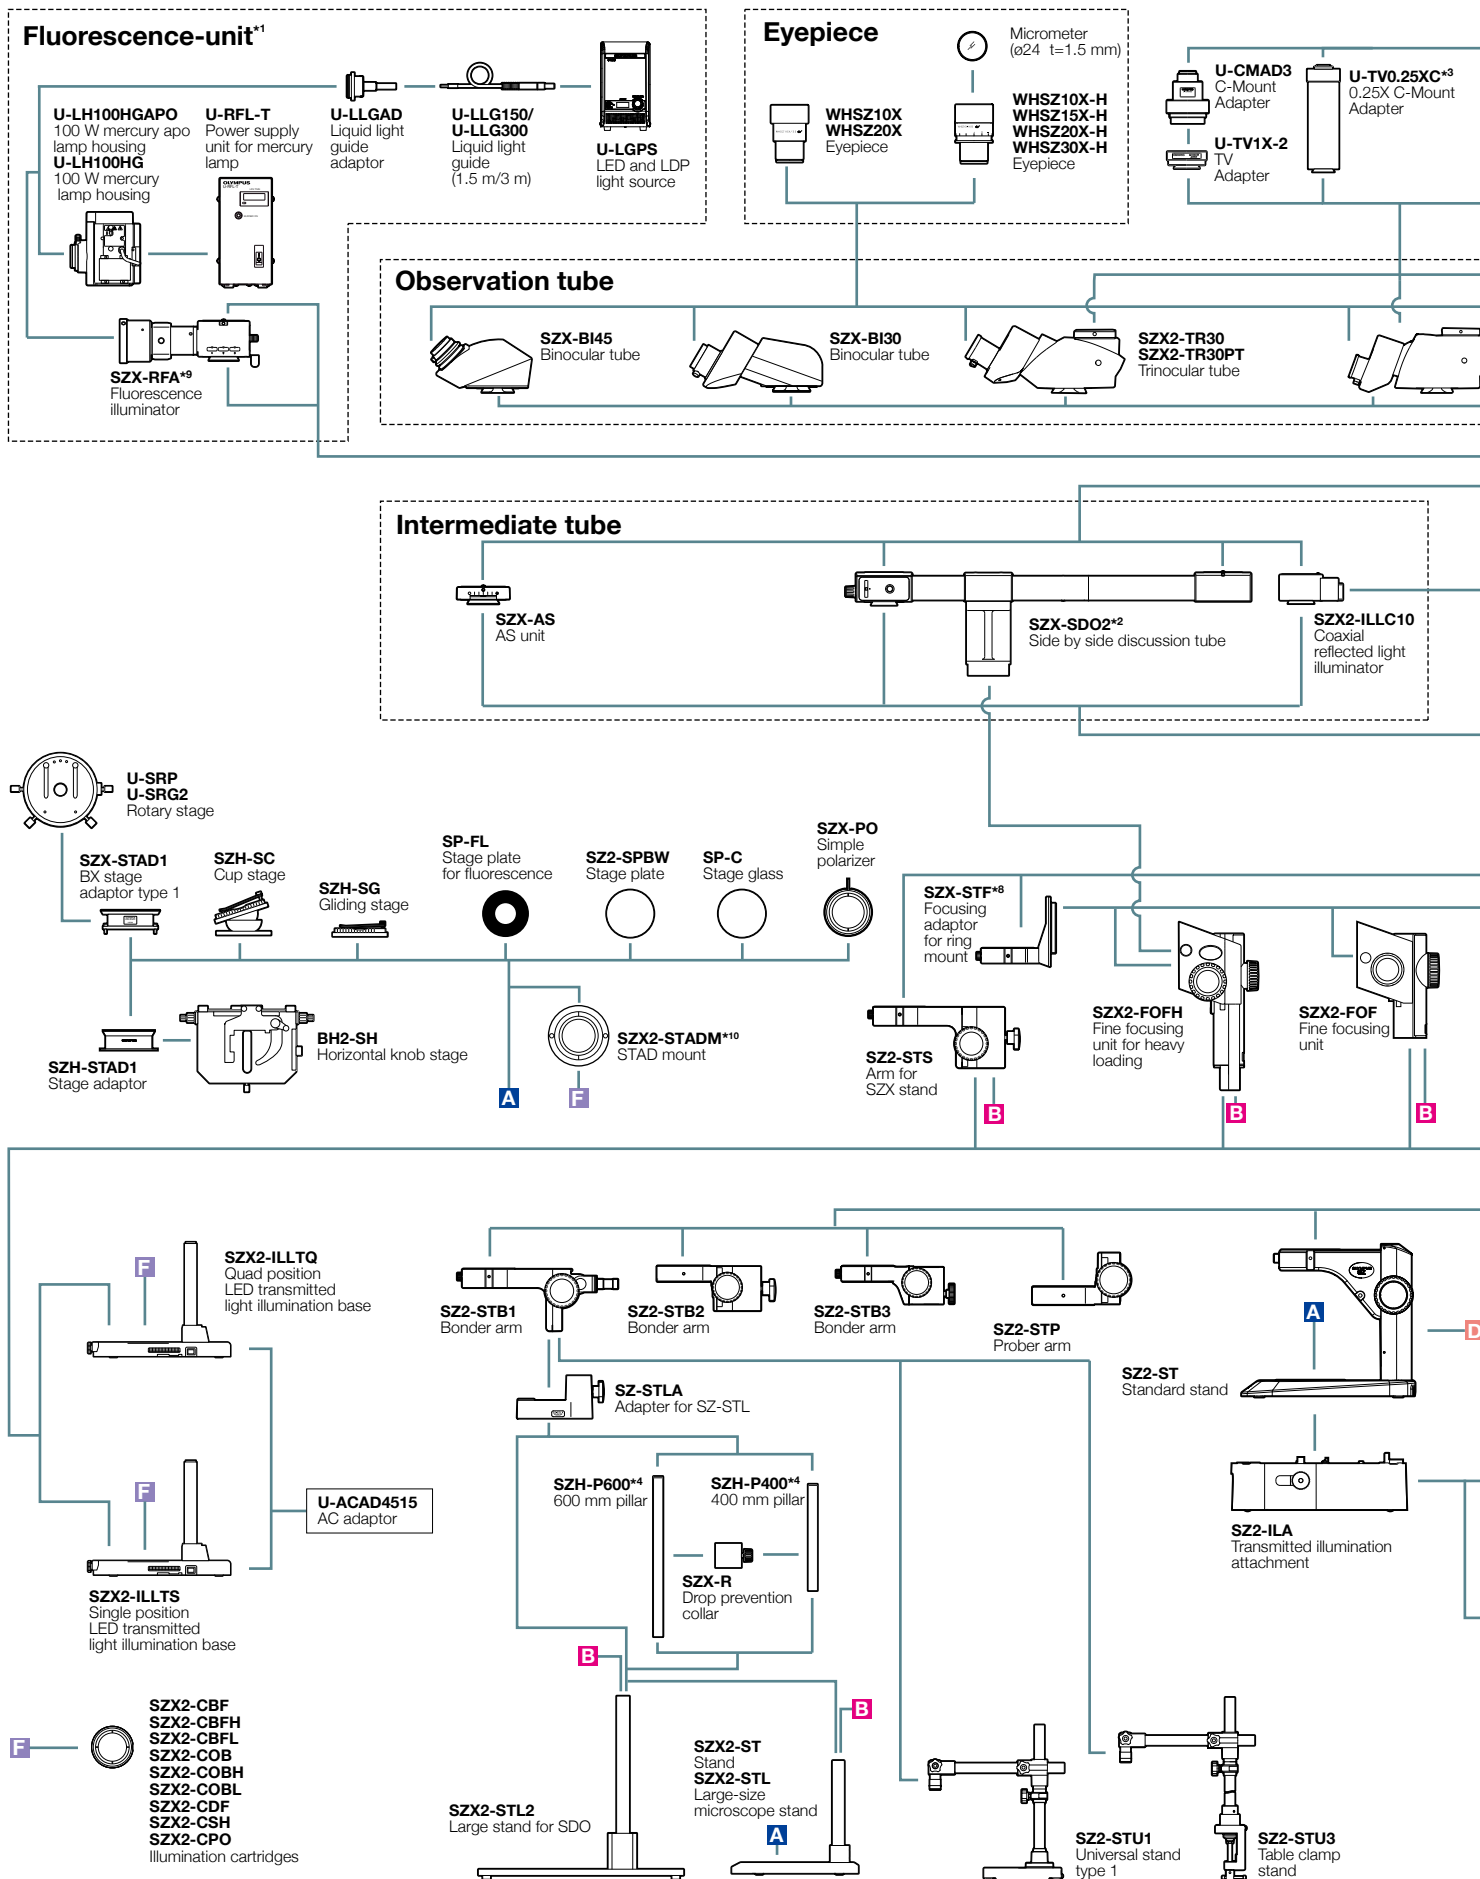 Fluorescence-unit*1
U-LH100HGAPO
100 W mercury apo
lamp housing
U-LH100HG
100 W mercury
lamp housing
U-RFL-T
Power supply
unit for mercury
lamp
U-LLGAD
Liquid light
guide
adaptor
U-LLG150/
U-LLG300
Liquid light
guide
(1.5 m/3 m)
U-LGPS
LED and LDP
light source
OLYMPUS
SZX-RFA*9
Fluorescence
illuminator
Eyepiece
Micrometer
(ø24 t=1.5 mm)
WHSZ10X
WHSZ20X
Eyepiece
WHSZ10X-H
WHSZ15X-H
WHSZ20X-H
WHSZ30X-H
Eyepiece
U-CMAD3
C-Mount
Adapter
U-TV1X-2
TV
Adapter
U-TV0.25XC*3
0.25X C-Mount
Adapter
Observation tube
SZX-BI45
Binocular tube
SZX-BI30
Binocular tube
SZX2-TR30
SZX2-TR30PT
Trinocular tube
Intermediate tube
SZX-AS
AS unit
SZX-SDO2*2
Side by side discussion tube
SZX2-ILLC10
Coaxial
reflected light
illuminator
U-SRP
U-SRG2
Rotary stage
SZX-STAD1
BX stage
adaptor type 1
SZH-SC
Cup stage
SZH-SG
Gliding stage
SP-FL
Stage plate
for fluorescence
SZ2-SPBW
Stage plate
SP-C
Stage glass
SZX-PO
Simple
polarizer
SZH-STAD1
Stage adaptor
BH2-SH
Horizontal knob stage
SZX2-STADM*10
STAD mount
A
F
SZX-STF*8
Focusing
adaptor
for ring
mount
SZ2-STS
Arm for
SZX stand
B
SZX2-FOFH
Fine focusing
unit for heavy
loading
B
SZX2-FOF
Fine focusing
unit
B
F
SZX2-ILLTQ
Quad position
LED transmitted
light illumination base
F
SZX2-ILLTS
Single position
LED transmitted
light illumination base
U-ACAD4515
AC adaptor
SZ2-STB1
Bonder arm
SZ2-STB2
Bonder arm
SZ2-STB3
Bonder arm
SZ2-STP
Prober arm
A
D
SZ2-ST
Standard stand
SZ-STLA
Adapter for SZ-STL
SZH-P600*4
600 mm pillar
SZH-P400*4
400 mm pillar
SZX-R
Drop prevention
collar
SZ2-ILA
Transmitted illumination
attachment
F
SZX2-CBF
SZX2-CBFH
SZX2-CBFL
SZX2-COB
SZX2-COBH
SZX2-COBL
SZX2-CDF
SZX2-CSH
SZX2-CPO
Illumination cartridges
B
SZX2-STL2
Large stand for SDO
B
SZX2-ST
Stand
SZX2-STL
Large-size
microscope stand
A
SZ2-STU1
Universal stand
type 1
SZ2-STU3
Table clamp
stand